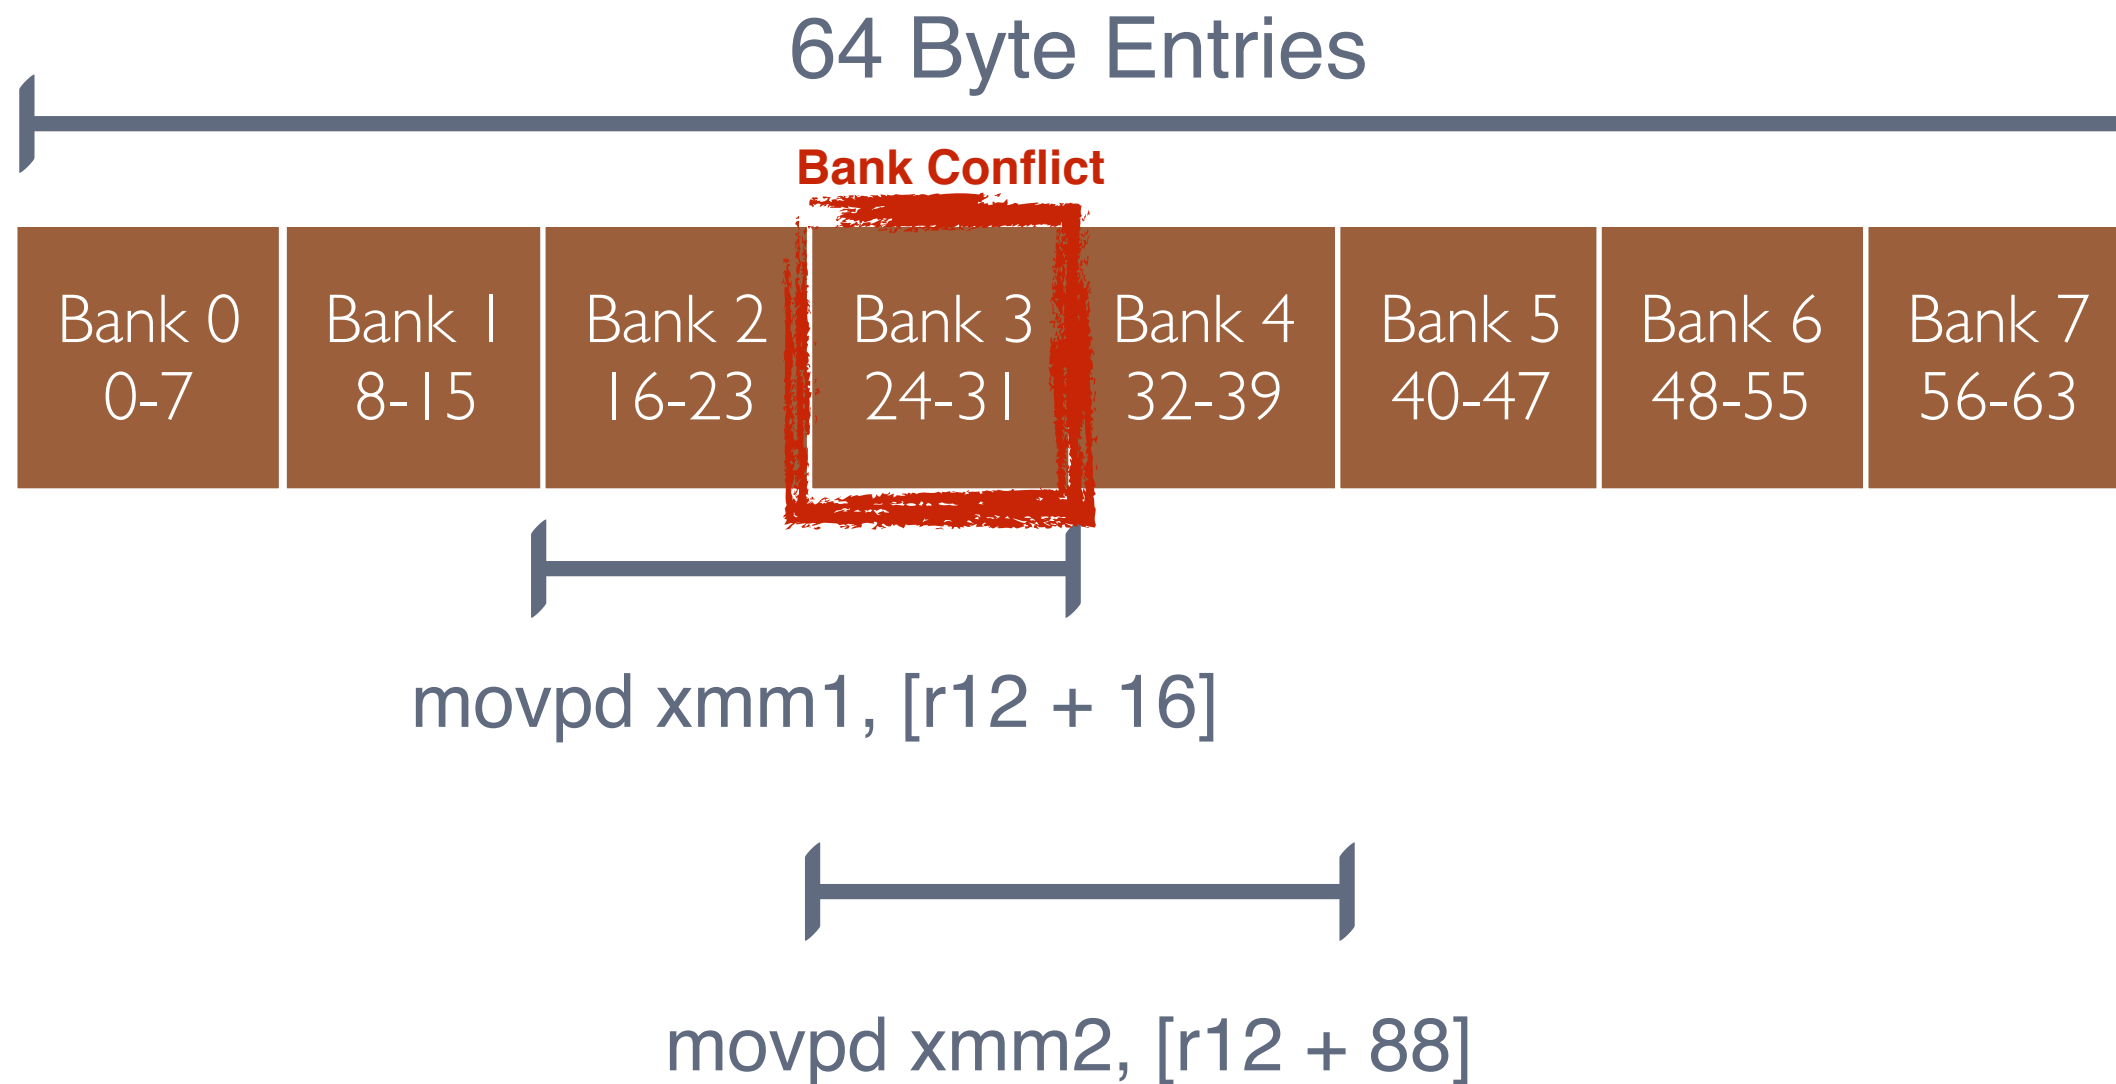 64 Byte Entries
Bank Conflict
Bank 0 Bank 1 Bank 2 Bank 3 Bank 4 Bank 5 Bank 6 Bank 7
0-7 8-15 16-23 24-31 32-39 40-47 48-55 56-63
movpd xmm1, [r12 + 16]
movpd xmm2, [r12 + 88]